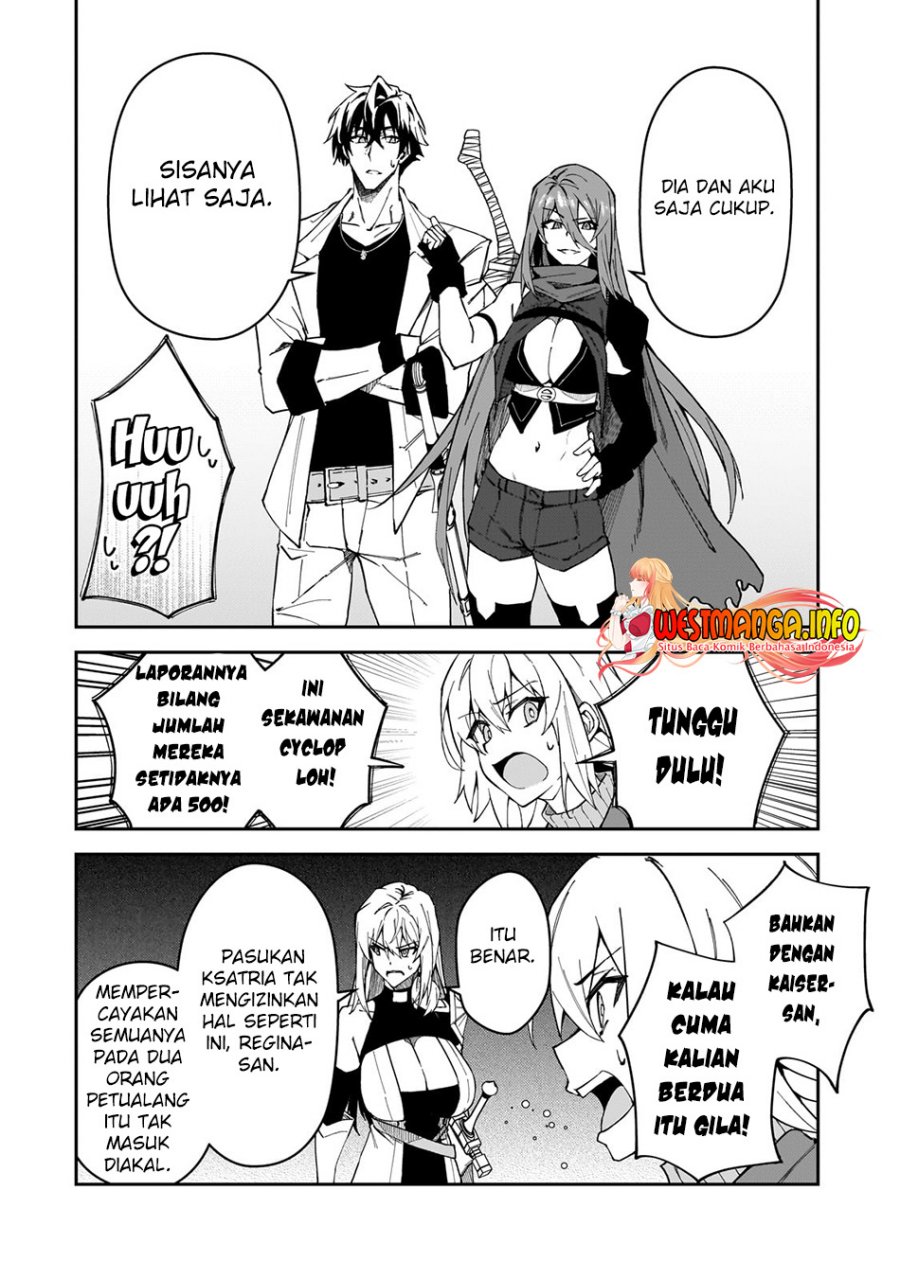 DIA DAN AKU
SAJA CUKUP.
SISANYA
LIHAT SAJA.
Huu
uuh
?!
WESTMANGA.INFO
Situs Baca Komik Berbahasa Indonesia
TUNGGU
DULU!
INI
SEKAWANAN
CYCLOP
LOH!
LAPORANNYA
BILANG
JUMLAH
MEREKA
SETIDAKNYA
ADA 500!
BAHKAN
DENGAN
KAISER-
SAN,
KALAU
CUMA
KALIAN
BERDUA
ITU GILA!
ITU
BENAR.
PASUKAN
KSATRIA TAK
MENGIZINKAN
HAL SEPERTI
INI, REGINA-
SAN.
MEMPER-
CAYAKAN
SEMUANYA
PADA DUA
ORANG
PETUALANG
ITU TAK
MASUK
DIAKAL.